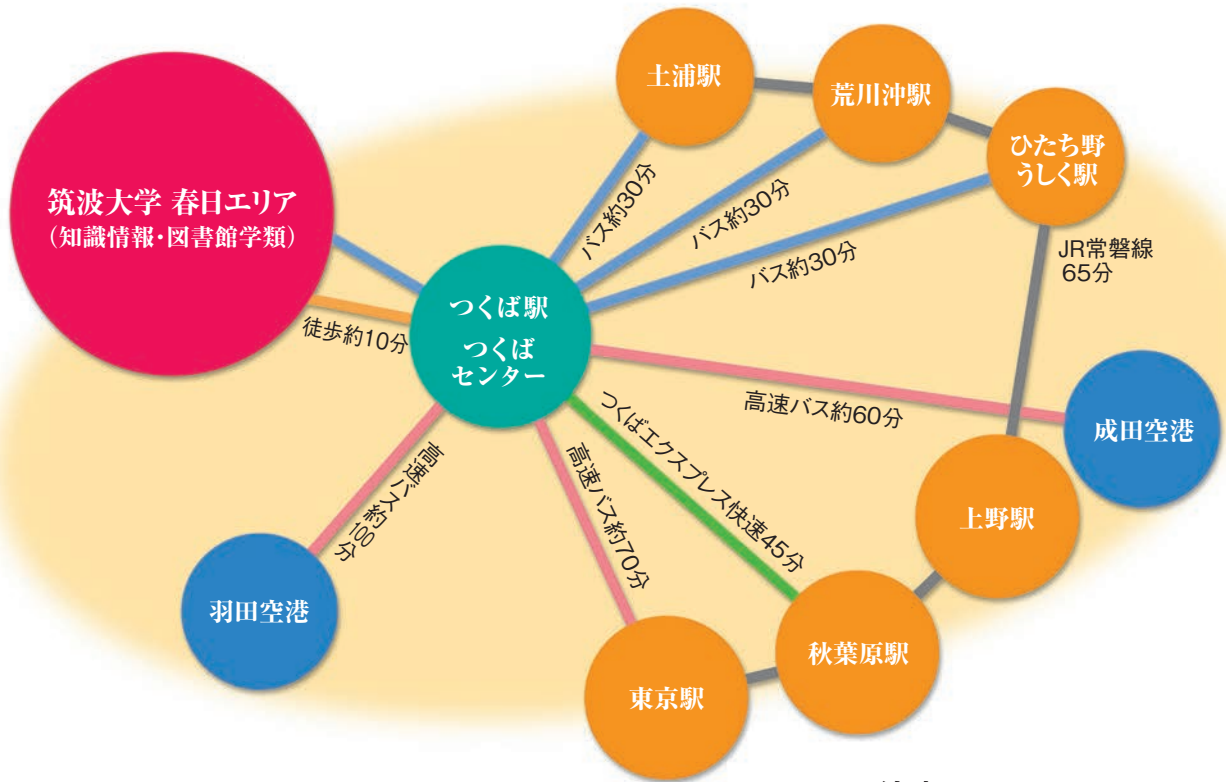 土浦駅
荒川沖駅
ひたち野
うしく駅
筑波大学 春日エリア
（知識情報・図書館学類）
バス約30分
バス約30分
バス約30分
JR常磐線
65分
つくば駅
つくば
センター
徒歩約10分
高速バス約60分
成田空港
つくばエクスプレス快速45分
高速バス約70分
高速バス約100分
上野駅
羽田空港
秋葉原駅
東京駅